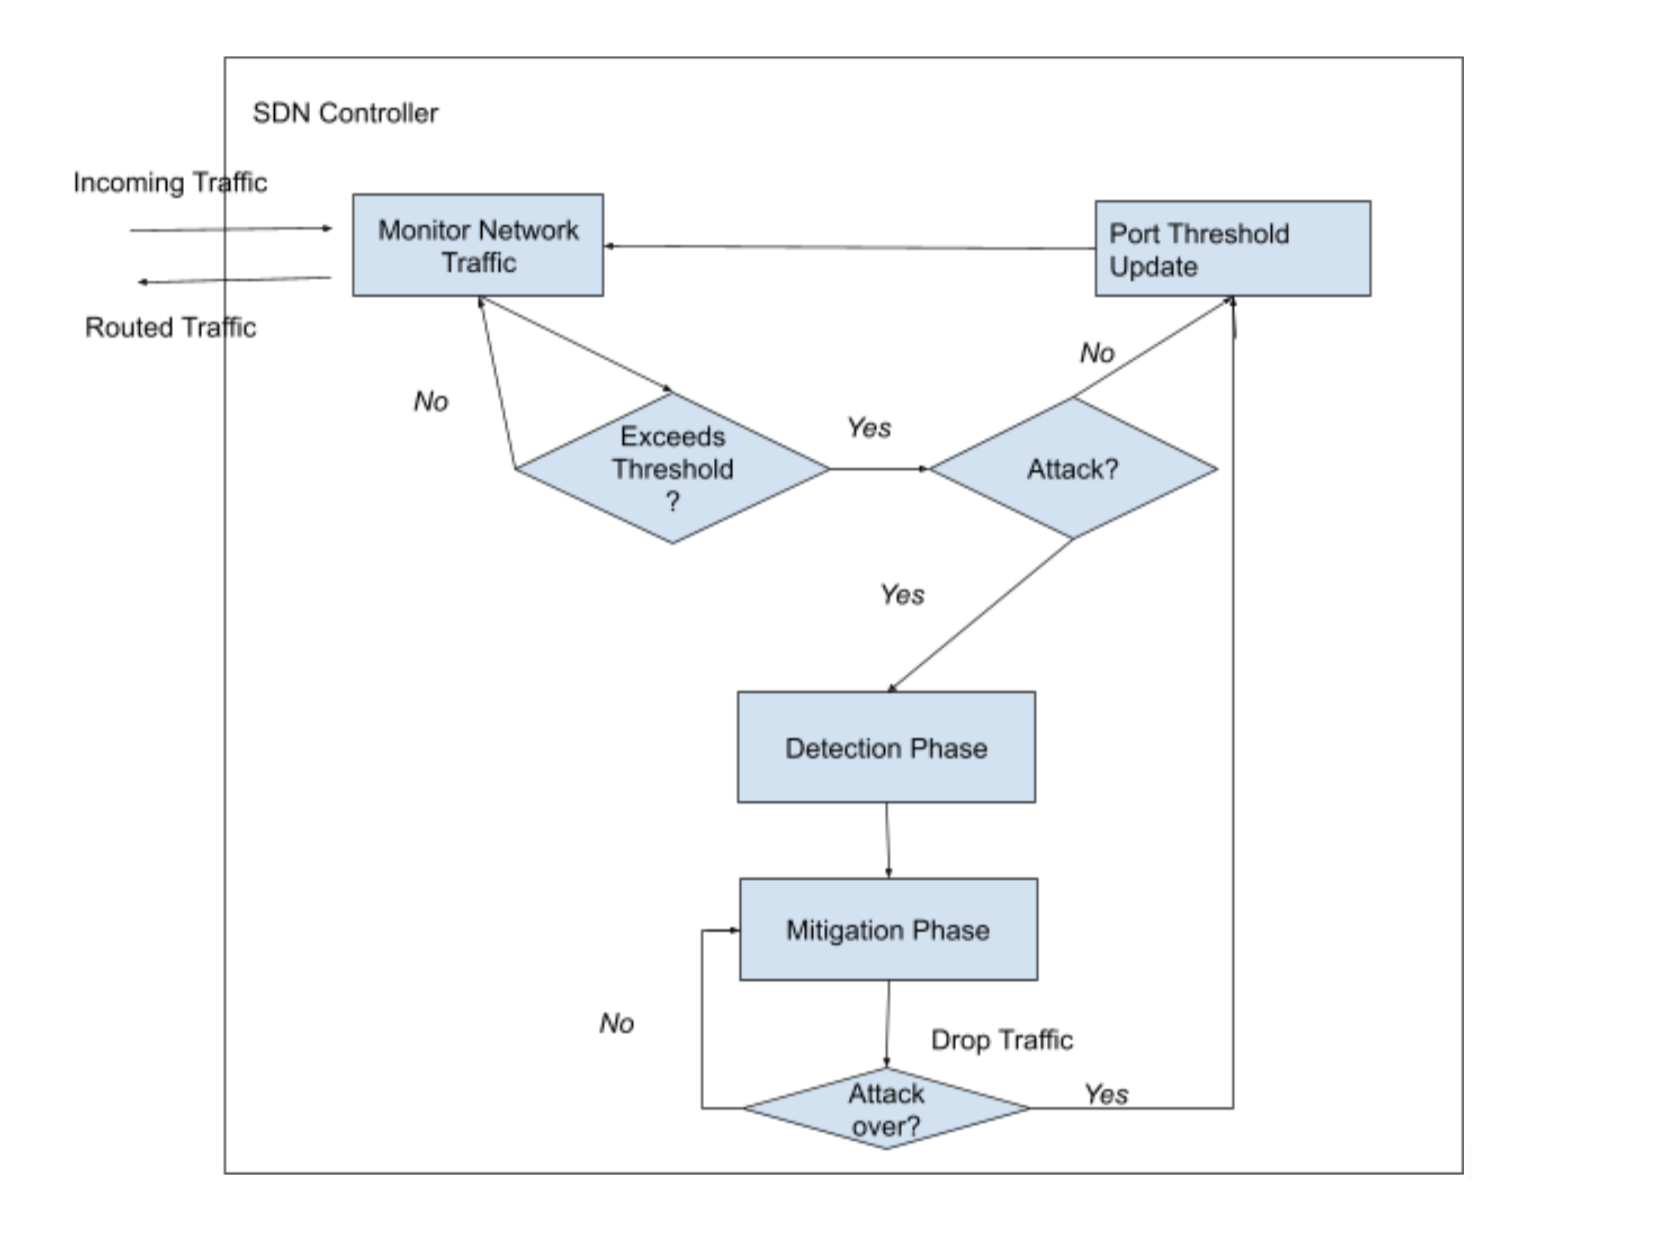 SDN Controller
Incoming Traffic
Monitor Network
Traffic
Port Threshold
Update
Routed Traffic
No
No
Exceeds
Threshold
?
Yes
Attack?
Yes
Detection Phase
Mitigation Phase
No
Drop Traffic
Attack
over?
Yes